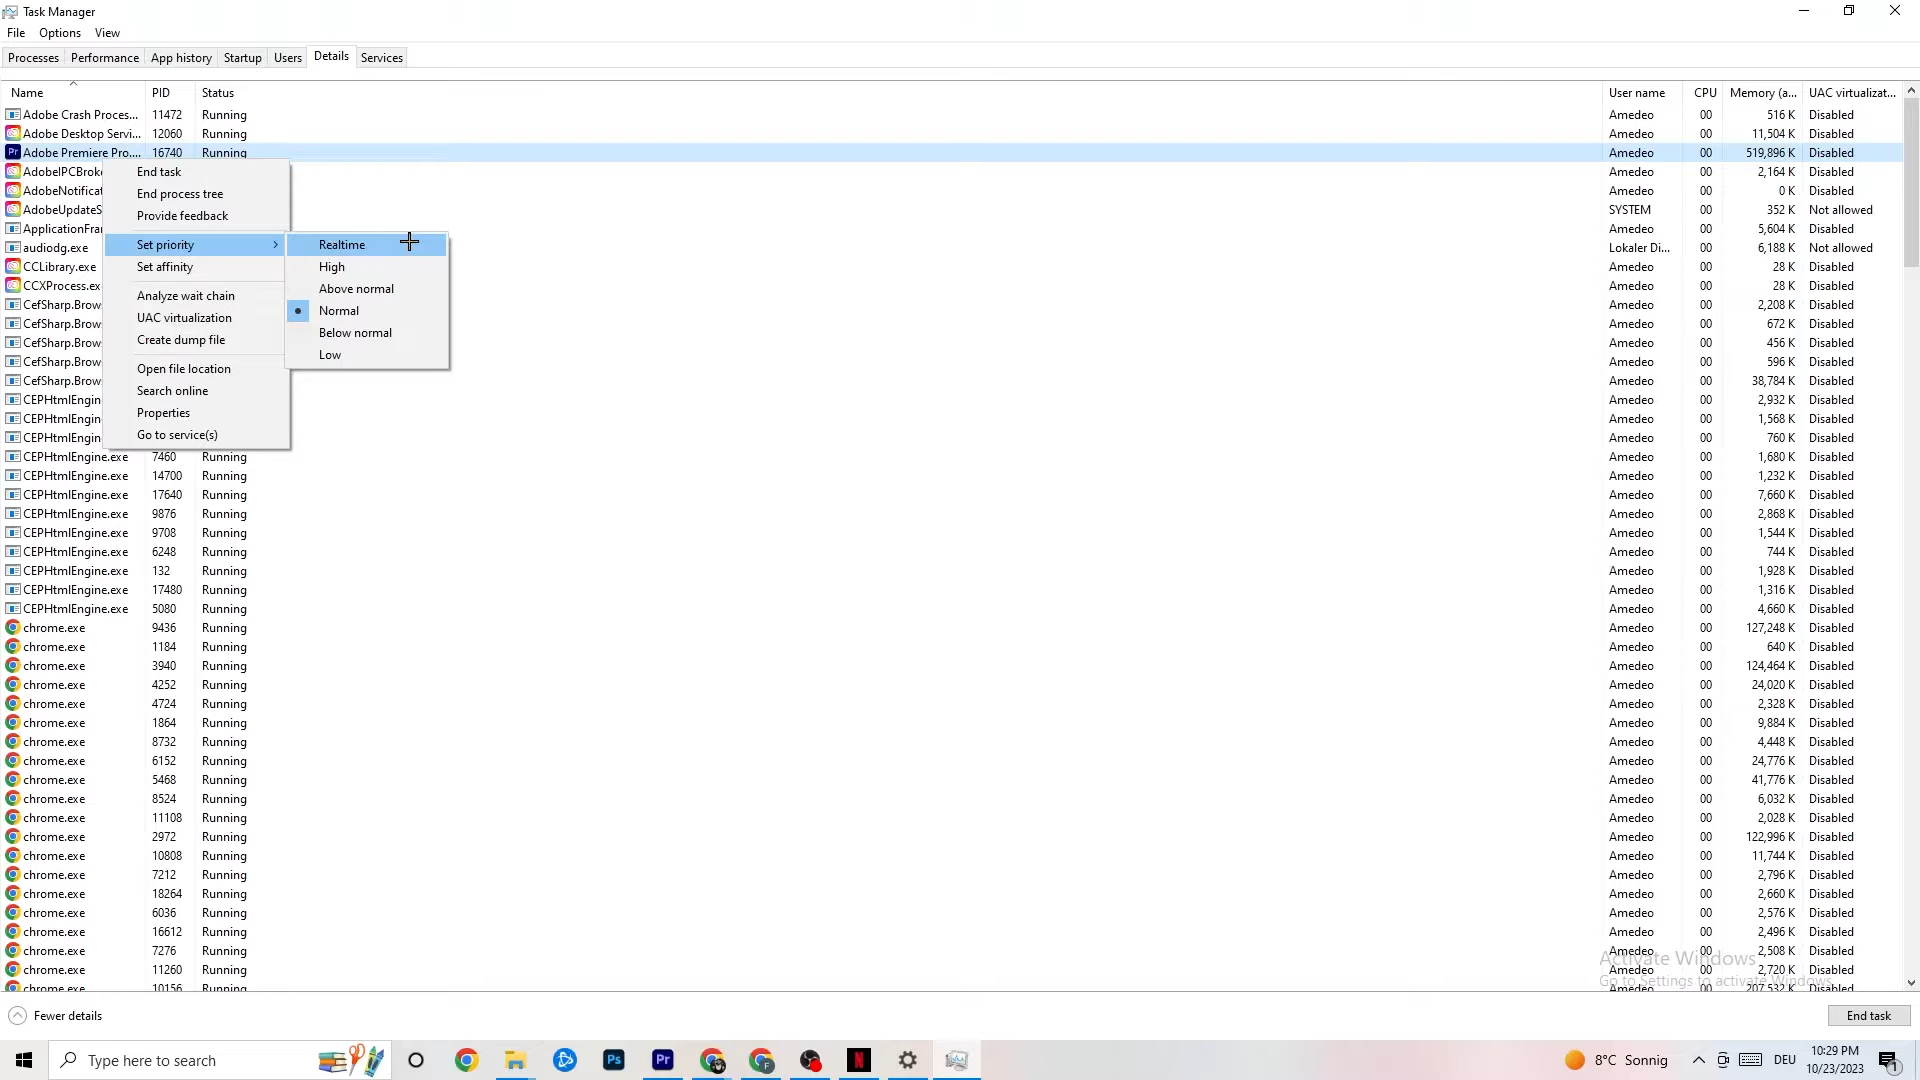 Task Manager
File Options View
Processes Performance App history Startup Users Details Services
Name PID Status User name CPU Memory (a... UAC virtualizat...
Adobe Crash Proces... 11472 Running Amedeo 00 516 K Disabled
Adobe Desktop Servi... 12060 Running Amedeo 00 11,504 K Disabled
Pr Adobe Premiere Pro.... 16740 Running Amedeo 00 519,896 K Disabled
AdobeIPCBrok Amedeo 00 2,164 K Disabled
AdobeNotificat Amedeo 00 0 K Disabled
AdobeUpdateS SYSTEM 00 352 K Not allowed
ApplicationFra Amedeo 00 5,604 K Disabled
audiodg.exe Lokaler Di... 00 6,188 K Not allowed
CCLibrary.exe Amedeo 00 28 K Disabled
CCXProcess.ex Amedeo 00 28 K Disabled
CefSharp.Brow Amedeo 00 2,208 K Disabled
CefSharp.Brow Amedeo 00 672 K Disabled
CefSharp.Brow Amedeo 00 456 K Disabled
CefSharp.Brow Amedeo 00 596 K Disabled
CefSharp.Brow Amedeo 00 38,784 K Disabled
CEPHtmlEngin Amedeo 00 2,932 K Disabled
CEPHtmlEngin Amedeo 00 1,568 K Disabled
CEPHtmlEngin Amedeo 00 760 K Disabled
CEPHtmlEngine.exe 7460 Running Amedeo 00 1,680 K Disabled
CEPHtmlEngine.exe 14700 Running Amedeo 00 1,232 K Disabled
CEPHtmlEngine.exe 17640 Running Amedeo 00 7,660 K Disabled
CEPHtmlEngine.exe 9876 Running Amedeo 00 2,868 K Disabled
CEPHtmlEngine.exe 9708 Running Amedeo 00 1,544 K Disabled
CEPHtmlEngine.exe 6248 Running Amedeo 00 744 K Disabled
CEPHtmlEngine.exe 132 Running Amedeo 00 1,928 K Disabled
CEPHtmlEngine.exe 17480 Running Amedeo 00 1,316 K Disabled
CEPHtmlEngine.exe 5080 Running Amedeo 00 4,660 K Disabled
chrome.exe 9436 Running Amedeo 00 127,248 K Disabled
chrome.exe 1184 Running Amedeo 00 640 K Disabled
chrome.exe 3940 Running Amedeo 00 124,464 K Disabled
chrome.exe 4252 Running Amedeo 00 24,020 K Disabled
chrome.exe 4724 Running Amedeo 00 2,328 K Disabled
chrome.exe 1864 Running Amedeo 00 9,884 K Disabled
chrome.exe 8732 Running Amedeo 00 4,448 K Disabled
chrome.exe 6152 Running Amedeo 00 24,776 K Disabled
chrome.exe 5468 Running Amedeo 00 41,776 K Disabled
chrome.exe 8524 Running Amedeo 00 6,032 K Disabled
chrome.exe 11108 Running Amedeo 00 2,028 K Disabled
chrome.exe 2972 Running Amedeo 00 122,996 K Disabled
chrome.exe 10808 Running Amedeo 00 11,744 K Disabled
chrome.exe 7212 Running Amedeo 00 2,796 K Disabled
chrome.exe 18264 Running Amedeo 00 2,660 K Disabled
chrome.exe 6036 Running Amedeo 00 2,576 K Disabled
chrome.exe 16612 Running Amedeo 00 2,496 K Disabled
chrome.exe 7276 Running Amedeo 00 2,508 K Disabled
chrome.exe 11260 Running Amedeo 00 2,720 K Disabled
chrome.exe 10156 Running Amedeo 00 207,532 K Disabled
End task
End process tree
Provide feedback
Set priority
Set affinity
Analyze wait chain
UAC virtualization
Create dump file
Open file location
Search online
Properties
Go to service(s)
Realtime
High
Above normal
Normal
Below normal
Low
Activate Windows
Go to Settings to activate Windows.
Fewer details End task
Type here to search Ps Pr F N 8°C Sonnig DEU 10:29 PM
10/23/2023 1